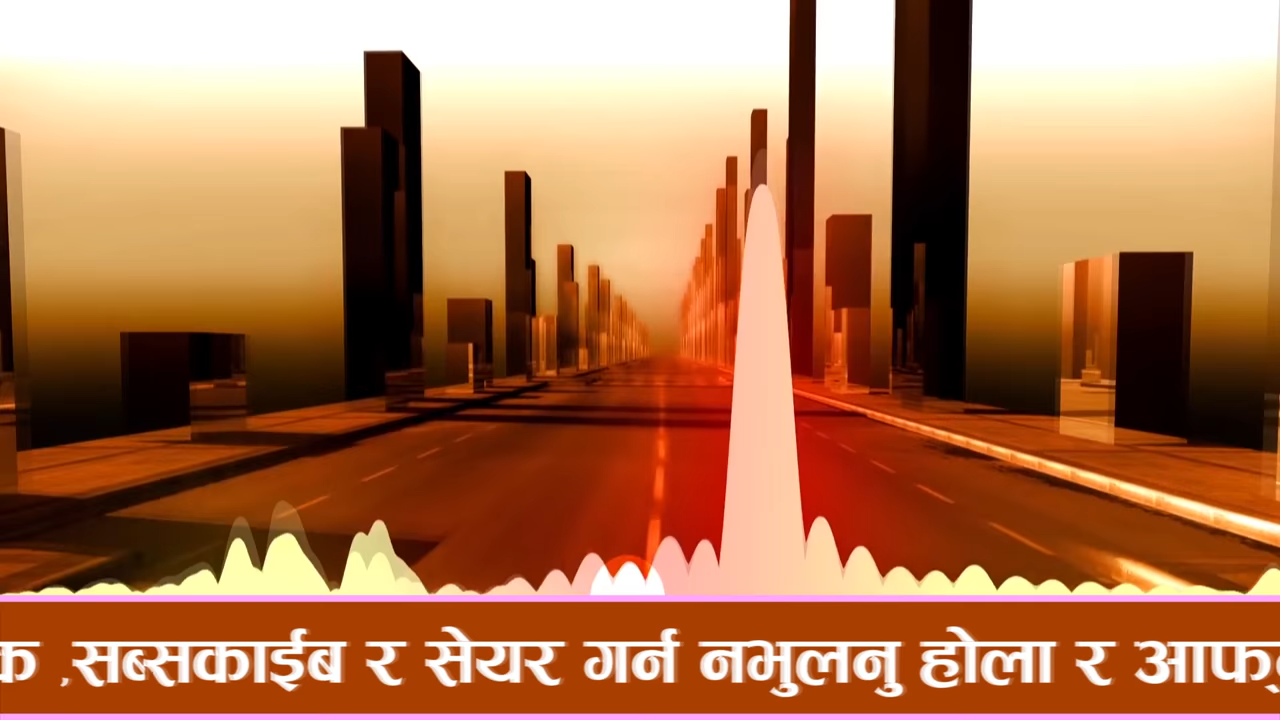 ,सब्सकाईब र सेयर गर्न नभुलनु होला र